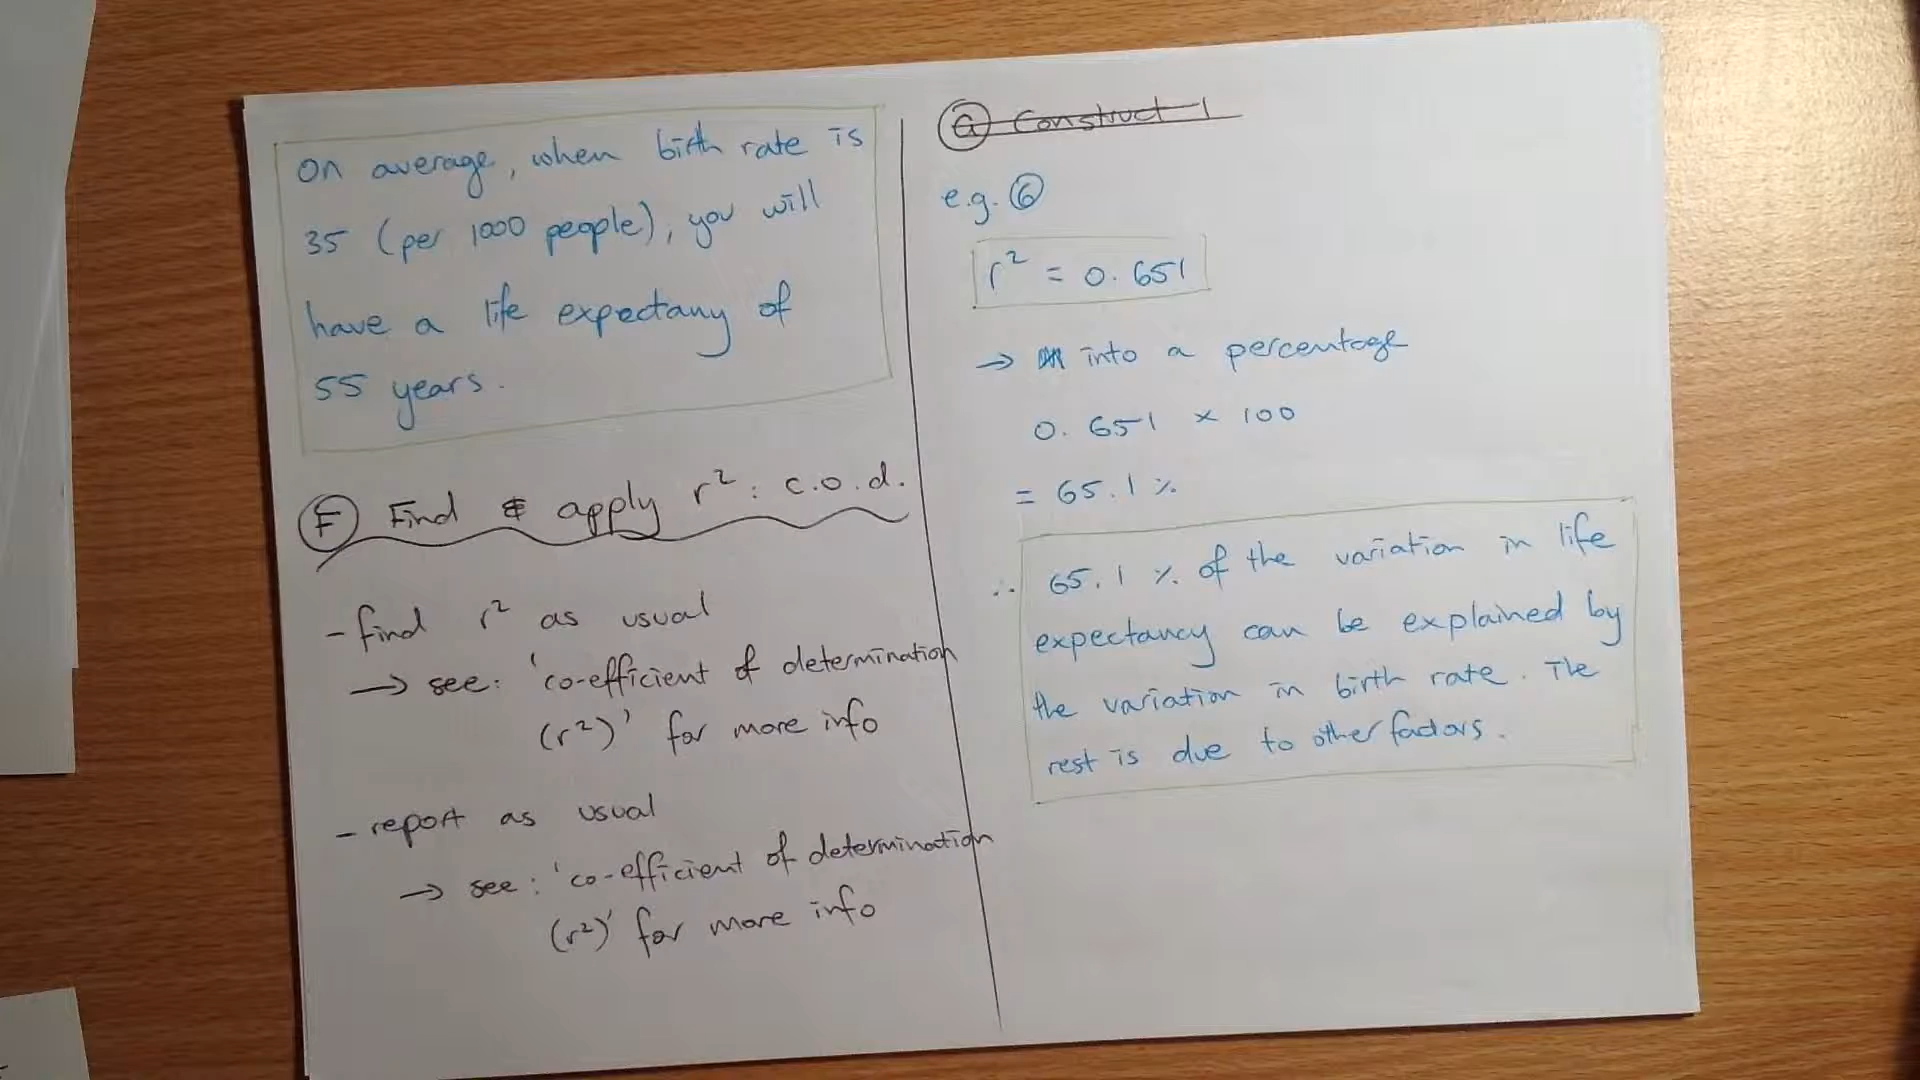 on average, when birth rate is
35 (per 1000 people), you will
have a life expectany of
55 years.
Ⓕ Find & apply r²: c.o.d.
- find r² as usual
→ see: 'co-efficient of determination
(r²)' for more info
- report as usual
→ see: 'co-efficient of determination
(r²)' for more info
Ⓖ Construct 1
e.g. ⑥
r² = 0.651
→ into a percentage
0.651 × 100
= 65.1 %
∴ 65.1 % of the variation in life
expectancy can be explained by
the variation in birth rate. The
rest is due to other factors.